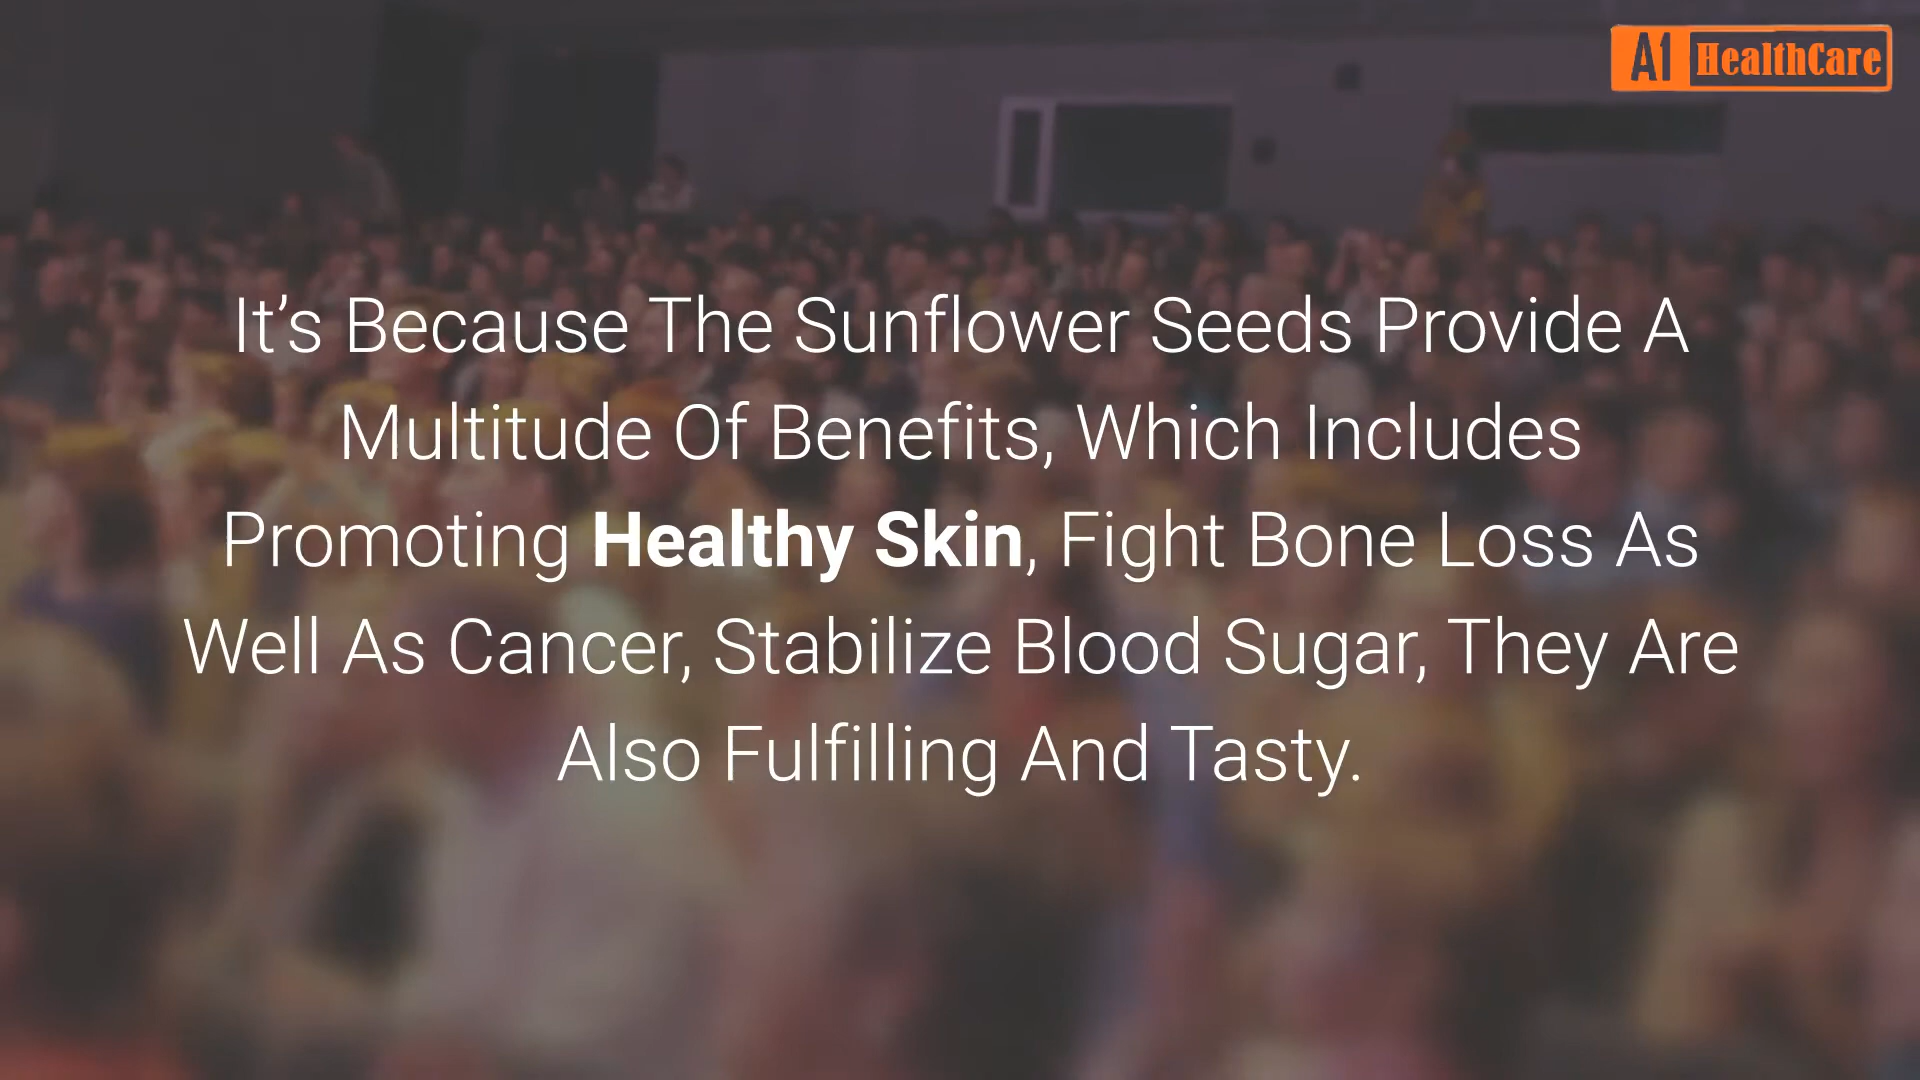 A1 HealthCare
It’s Because The Sunflower Seeds Provide A
Multitude Of Benefits, Which Includes
Promoting Healthy Skin, Fight Bone Loss As
Well As Cancer, Stabilize Blood Sugar, They Are
Also Fulfilling And Tasty.